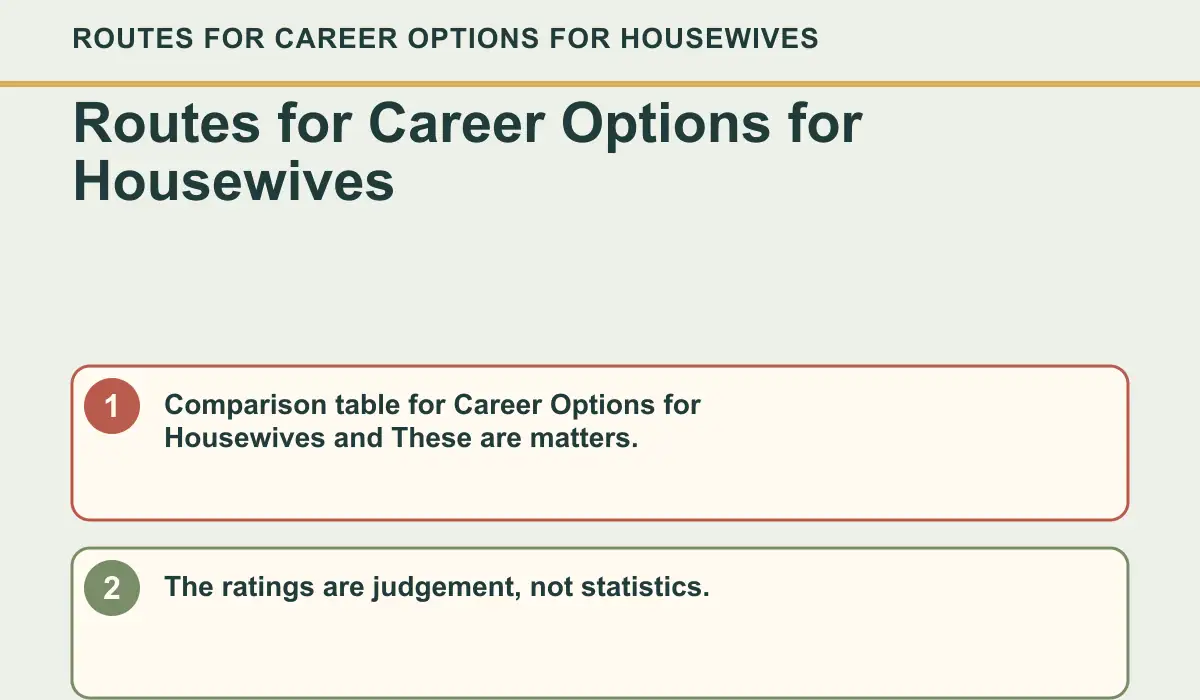 ROUTES FOR CAREER OPTIONS FOR HOUSEWIVES
Routes for Career Options for
Housewives
1
Comparison table for Career Options for
Housewives and These are matters.
2
The ratings are judgement, not statistics.